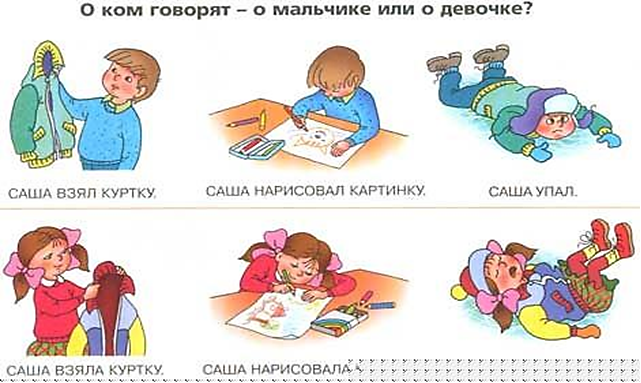 О ком говорят – о мальчике или о девочке?
САША ВЗЯЛ КУРТКУ.
САША НАРИСОВАЛ КАРТИНКУ.
САША УПАЛ.
САША ВЗЯЛА КУРТКУ.
САША НАРИСОВАЛА